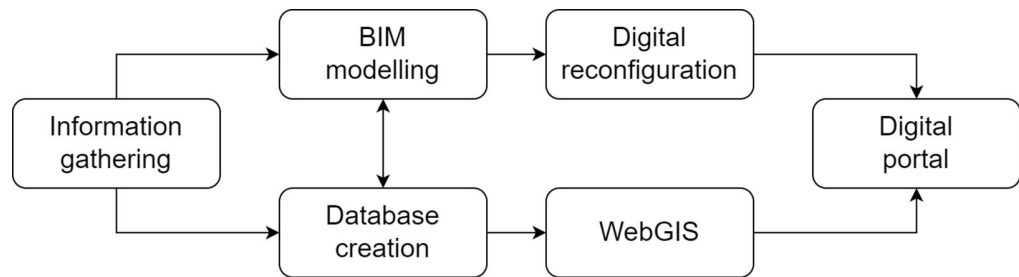 Information
gathering
BIM
modelling
Digital
reconfiguration
Database
creation
WebGIS
Digital
portal